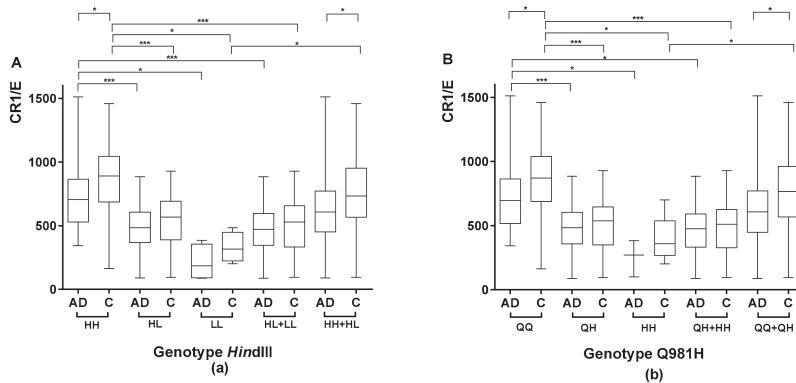 * *** *
* *
*** *
*** *
*
***
A
CR1/E
1500
1000
500
0
AD C AD C AD C AD C AD C
HH HL LL HL+LL HH+HL
Genotype HindIII
(a)
* *** *
* *
*** *
*
*
***
B
CR1/E
1500
1000
500
0
AD C AD C AD C AD C AD C
QQ QH HH QH+HH QQ+QH
Genotype Q981H
(b)